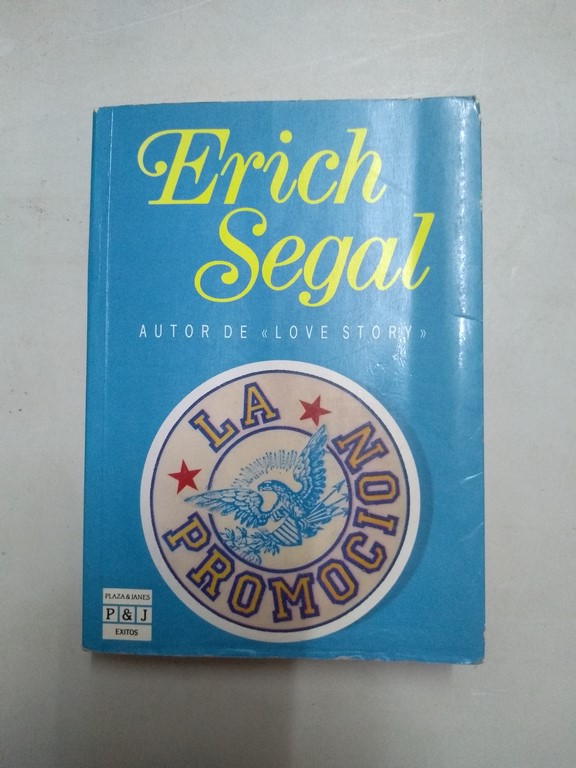 Erich
Segal
AUTOR DE «LOVE STORY»
LA
PROMOCION
PLAZA & JANES
P & J
EXITOS